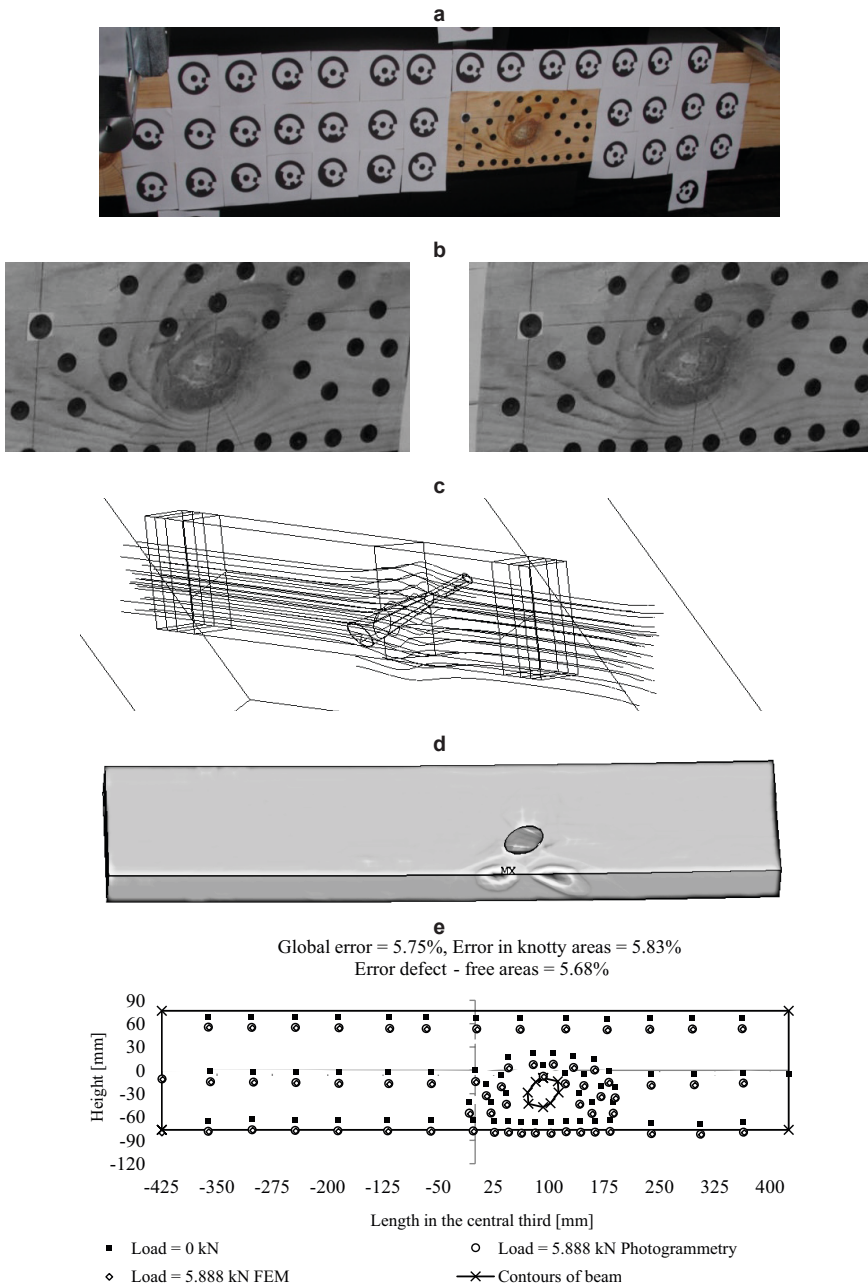 a
b
c
d
MX
e
Global error = 5.75%, Error in knotty areas = 5.83%
Error defect - free areas = 5.68%
90
60
30
0
-30
-60
-90
-120
Height [mm]
-425 -350 -275 -200 -125 -50 25 100 175 250 325 400
Length in the central third [mm]
Load = 0 kN
Load = 5.888 kN Photogrammetry
Load = 5.888 kN FEM
Contours of beam